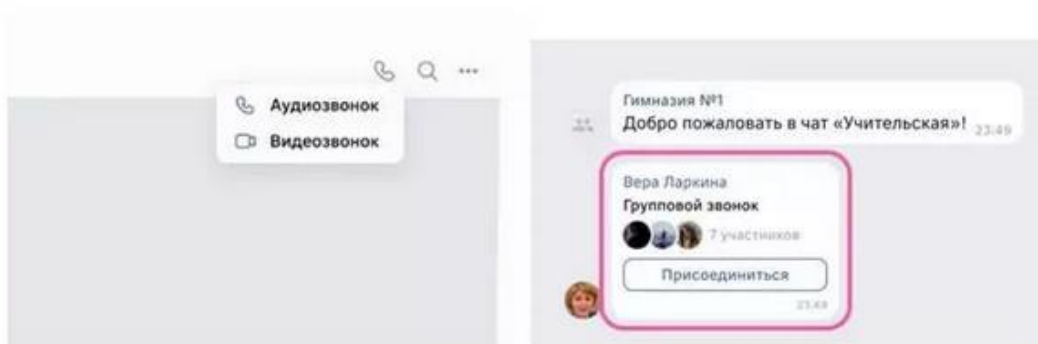 Аудиозвонок
Видеозвонок
Гимназия №1
Добро пожаловать в чат «Учительская»! 23:49
Вера Ларкина
Групповой звонок
7 участников
Присоединиться
23:49